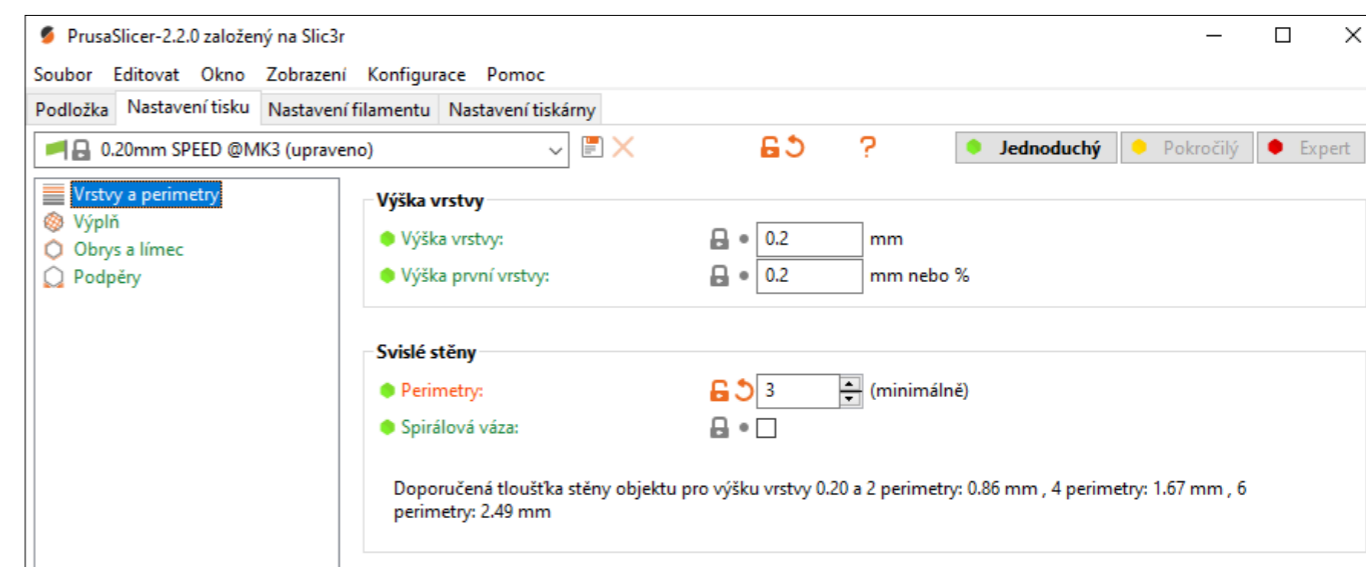 PrusaSlicer-2.2.0 založený na Slic3r
Soubor Editovat Okno Zobrazení Konfigurace Pomoc
Podložka Nastavení tisku Nastavení filamentu Nastavení tiskárny
0.20mm SPEED @MK3 (upraveno) ? Jednoduchý Pokročilý Expert
Vrstvy a perimetry
Výplň
Obrys a límec
Podpěry
Výška vrstvy
Výška vrstvy: 0.2 mm
Výška první vrstvy: 0.2 mm nebo %
Svislé stěny
Perimetry: 3 (minimálně)
Spirálová váza:
Doporučená tloušťka stěny objektu pro výšku vrstvy 0.20 a 2 perimetry: 0.86 mm , 4 perimetry: 1.67 mm , 6
perimetry: 2.49 mm